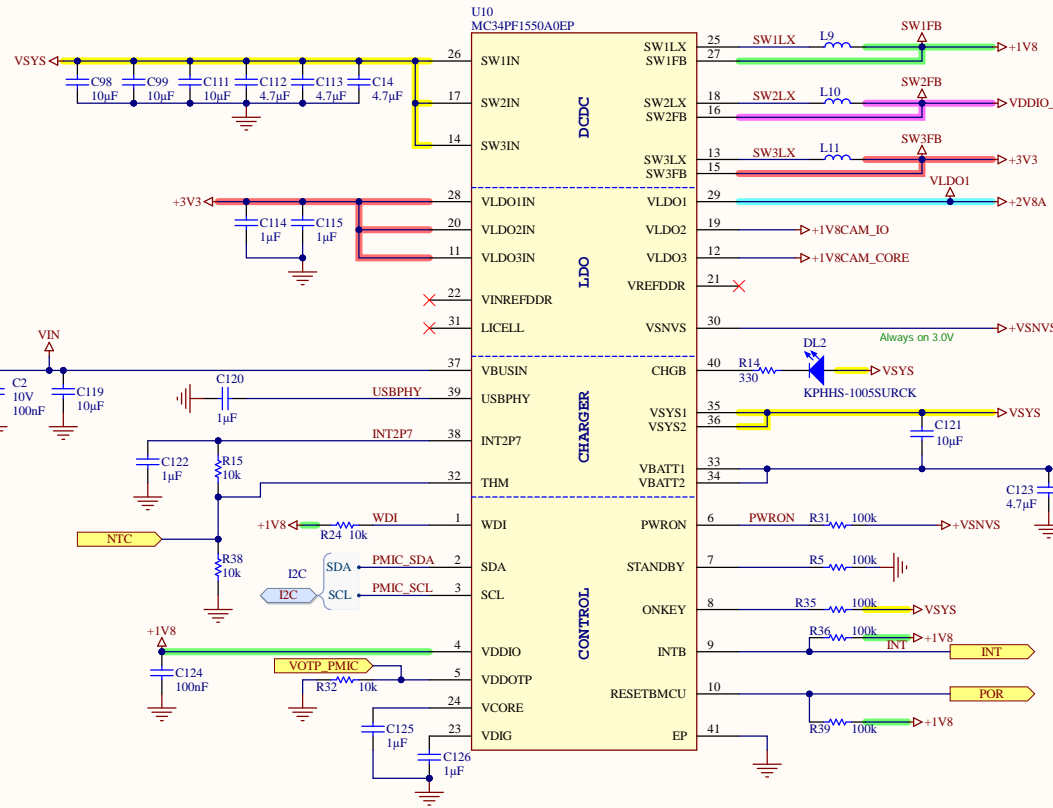 U10
MC34PF1550A0EP
VSYS
C98
10µF
C99
10µF
C111
10µF
C112
4.7µF
C113
4.7µF
C14
4.7µF
26 SW1IN
17 SW2IN
14 SW3IN
DCDC
SW1LX 25 SW1LX L9 SW1FB +1V8
SW1FB 27
SW2LX 18 SW2LX L10 SW2FB VDDIO_
SW2FB 16
SW3LX 13 SW3LX L11 SW3FB +3V3
SW3FB 15
+3V3
C114
1µF
C115
1µF
28 VLDO1IN
20 VLDO2IN
11 VLDO3IN
22 VINREFDDR
31 LICELL
LDO
VLDO1 29 VLDO1 +2V8A
VLDO2 19 +1V8CAM_IO
VLDO3 12 +1V8CAM_CORE
VREFDDR 21
VSNVS 30 +VSNVS
Always on 3.0V
VIN
C2
10V
100nF
C119
10µF
37 VBUSIN
C120
1µF
USBPHY 39 USBPHY
INT2P7 38 INT2P7
C122
1µF
R15
10k
32 THM
CHARGER
CHGB 40 R14
330
DL2
KPHHS-1005SURCK
VSYS
VSYS1 35 VSYS
VSYS2 36
C121
10µF
VBATT1 33
VBATT2 34
C123
4.7µF
NTC
R38
10k
+1V8 R24 10k WDI 1 WDI
I2C
I2C
SDA PMIC_SDA 2 SDA
SCL PMIC_SCL 3 SCL
+1V8
C124
100nF
4 VDDIO
VOTP_PMIC
R32 10k
5 VDDOTP
24 VCORE
C125
1µF
23 VDIG
C126
1µF
CONTROL
PWRON 6 PWRON R31 100k +VSNVS
STANDBY 7 R5 100k
ONKEY 8 R35 100k VSYS
R36 100k +1V8
INTB 9 INT INT
RESETBMCU 10 POR
R39 100k +1V8
EP 41